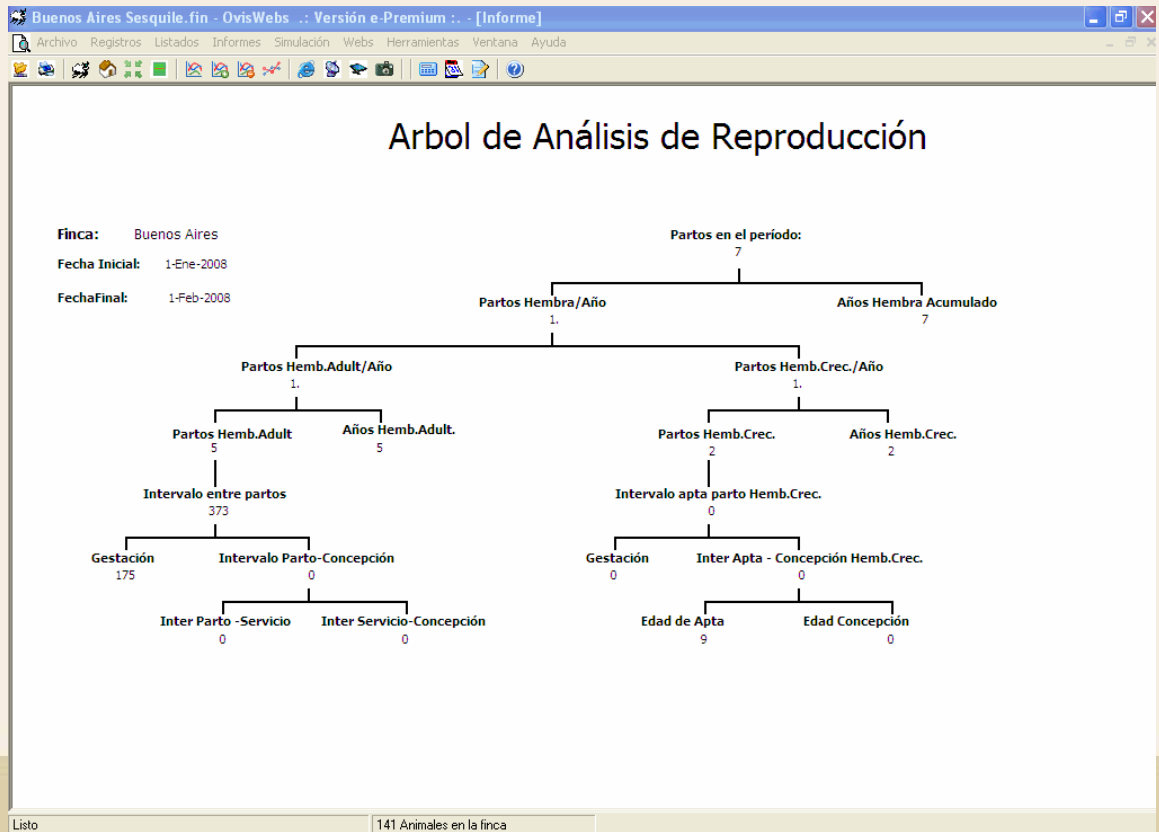 Buenos Aires Sesquile.fin - OvisWebs .: Versión e-Premium :. - [Informe]
Archivo Registros Listados Informes Simulación Webs Herramientas Ventana Ayuda
Arbol de Análisis de Reproducción
Finca: Buenos Aires
Fecha Inicial: 1-Ene-2008
FechaFinal: 1-Feb-2008
Partos en el período:
7
Partos Hembra/Año Años Hembra Acumulado
1. 7
Partos Hemb.Adult/Año Partos Hemb.Crec./Año
1. 1.
Partos Hemb.Adult Años Hemb.Adult. Partos Hemb.Crec. Años Hemb.Crec.
5 5 2 2
Intervalo entre partos Intervalo apta parto Hemb.Crec.
373 0
Gestación Intervalo Parto-Concepción Gestación Inter Apta - Concepción Hemb.Crec.
175 0 0 0
Inter Parto -Servicio Inter Servicio-Concepción Edad de Apta Edad Concepción
0 0 9 0
Listo 141 Animales en la finca